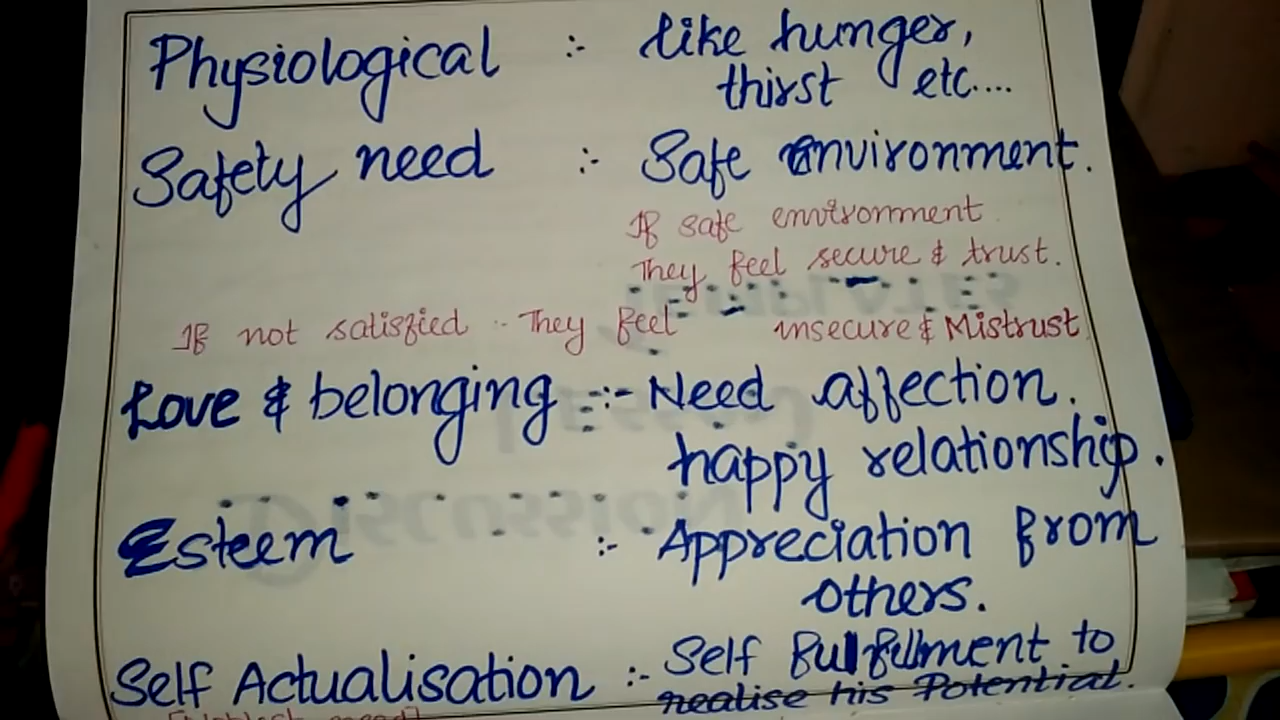 Physiological :- like hunger,
thirst etc....
Safety need :- Safe environment.
If safe environment
They feel secure & trust.
If not satisfied :- They feel insecure & Mistrust
Love & belonging :- Need affection.
happy relationship.
Esteem :- Appreciation from
others.
Self Actualisation :- Self fulfillment to
realise his Potential.